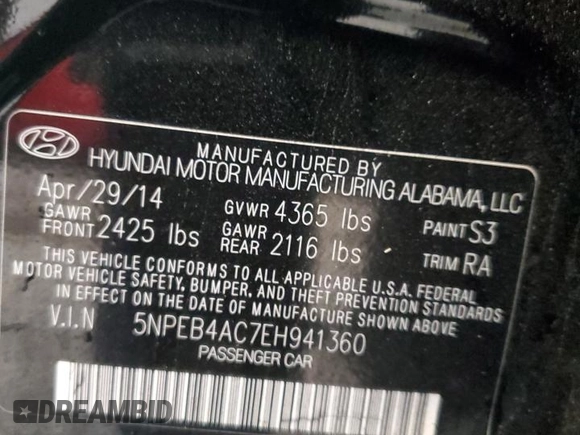 MANUFACTURED BY
HYUNDAI MOTOR MANUFACTURING ALABAMA, LLC
Apr/29/14 GVWR 4365 lbs PAINT S3
GAWR FRONT 2425 lbs GAWR REAR 2116 lbs TRIM RA
THIS VEHICLE CONFORMS TO ALL APPLICABLE U.S.A. FEDERAL
MOTOR VEHICLE SAFETY, BUMPER, AND THEFT PREVENTION STANDARDS
IN EFFECT ON THE DATE OF MANUFACTURE SHOWN ABOVE.
V.I.N 5NPEB4AC7EH941360
PASSENGER CAR
DREAMBID